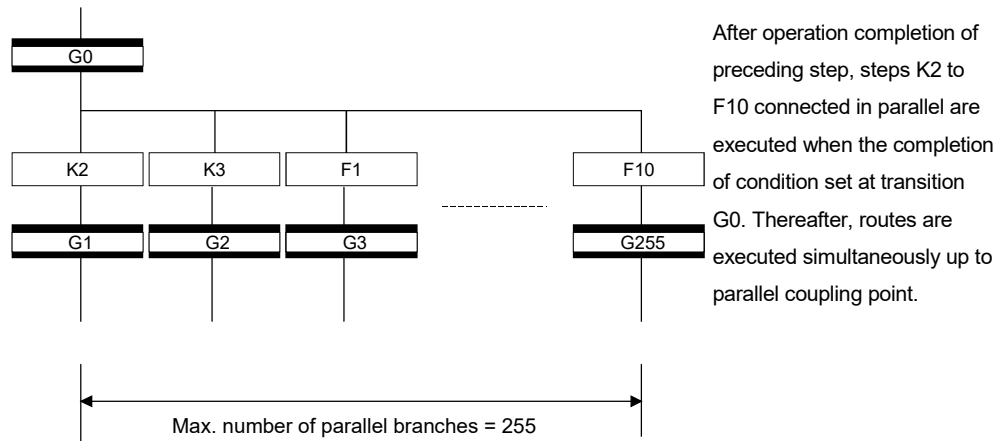 G0
K2
K3
F1
F10
G1
G2
G3
G255
Max. number of parallel branches = 255
After operation completion of
preceding step, steps K2 to
F10 connected in parallel are
executed when the completion
of condition set at transition
G0. Thereafter, routes are
executed simultaneously up to
parallel coupling point.